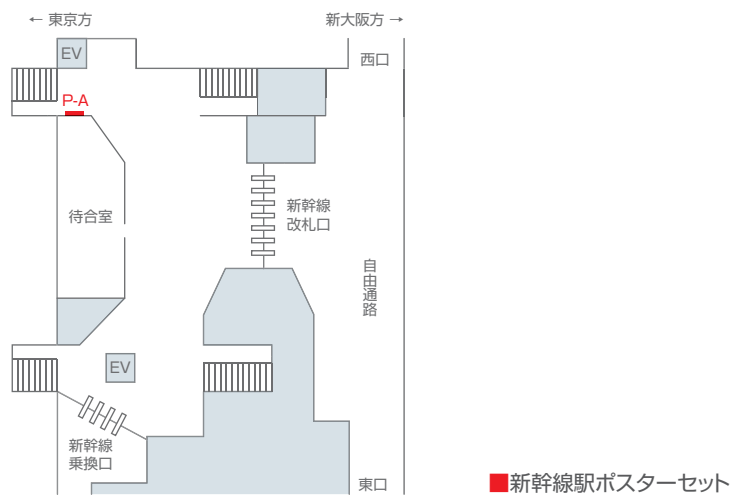 ← 東京方
新大阪方 →
EV
西口
P-A
待合室
新幹線
改札口
自由通路
EV
新幹線
乗換口
東口
■新幹線駅ポスターセット